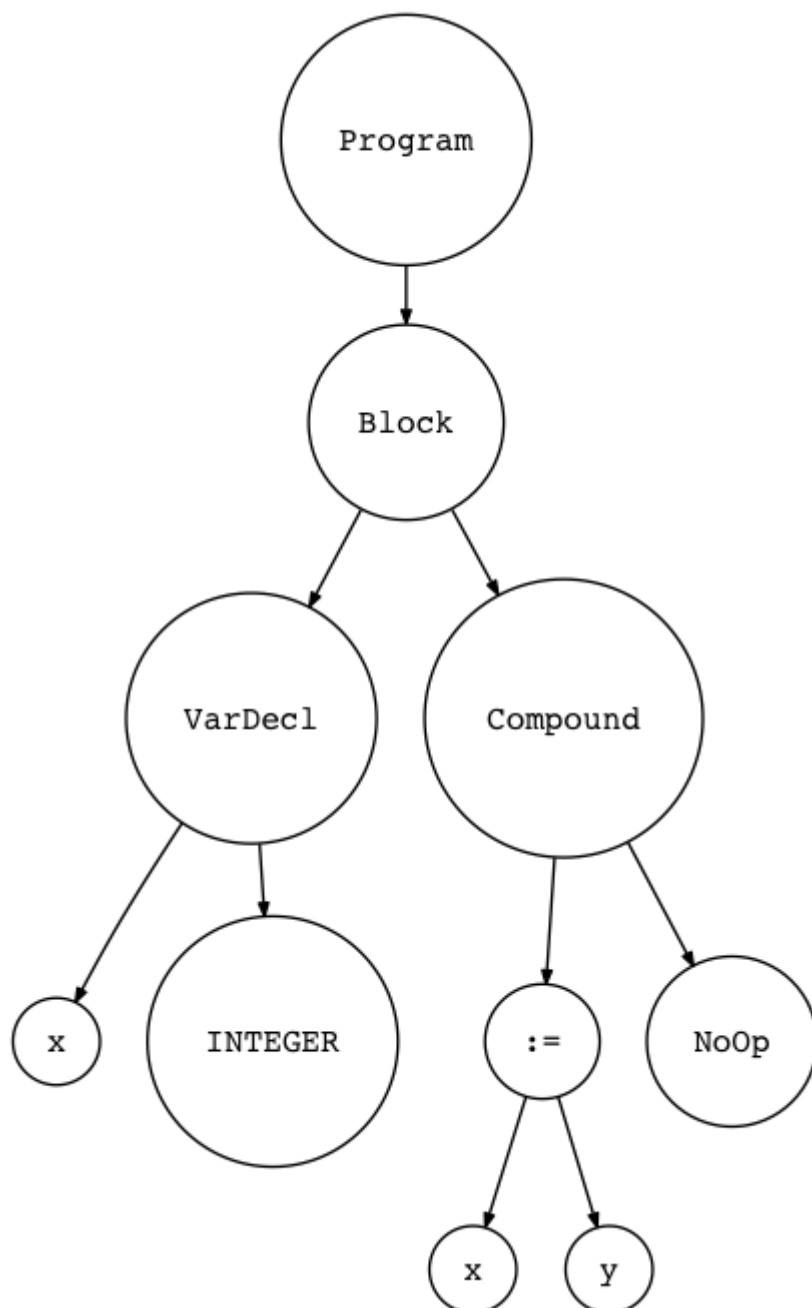 Program
Block
VarDecl
Compound
x
INTEGER
:=
NoOp
x
y